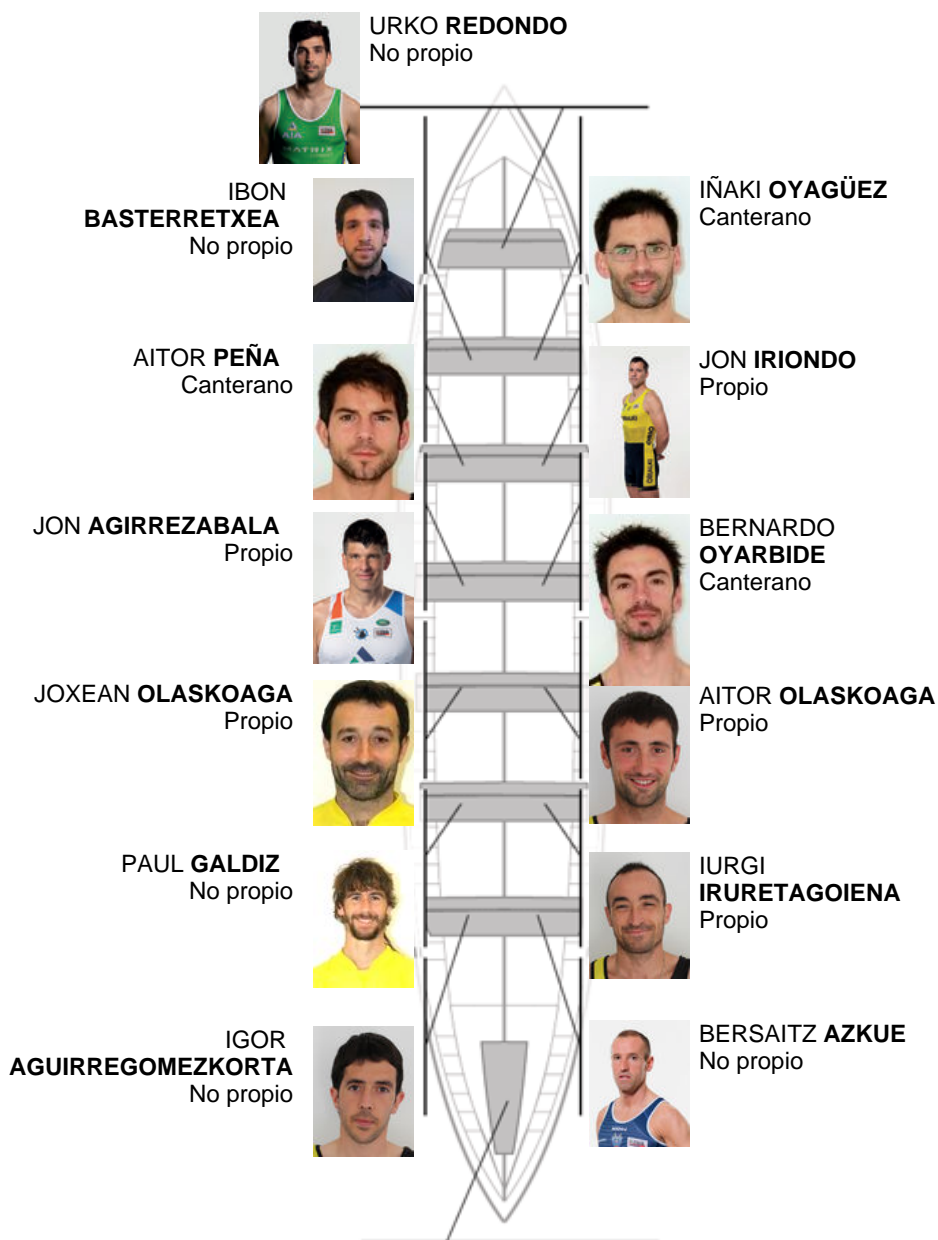 URKO REDONDO
No propio
IBON
BASTERRETXEA
No propio
IÑAKI OYAGÜEZ
Canterano
AITOR PEÑA
Canterano
JON IRIONDO
Propio
JON AGIRREZABALA
Propio
BERNARDO
OYARBIDE
Canterano
JOXEAN OLASKOAGA
Propio
AITOR OLASKOAGA
Propio
PAUL GALDIZ
No propio
IURGI
IRURETAGOIENA
Propio
IGOR
AGUIRREGOMEZKORTA
No propio
BERSAITZ AZKUE
No propio